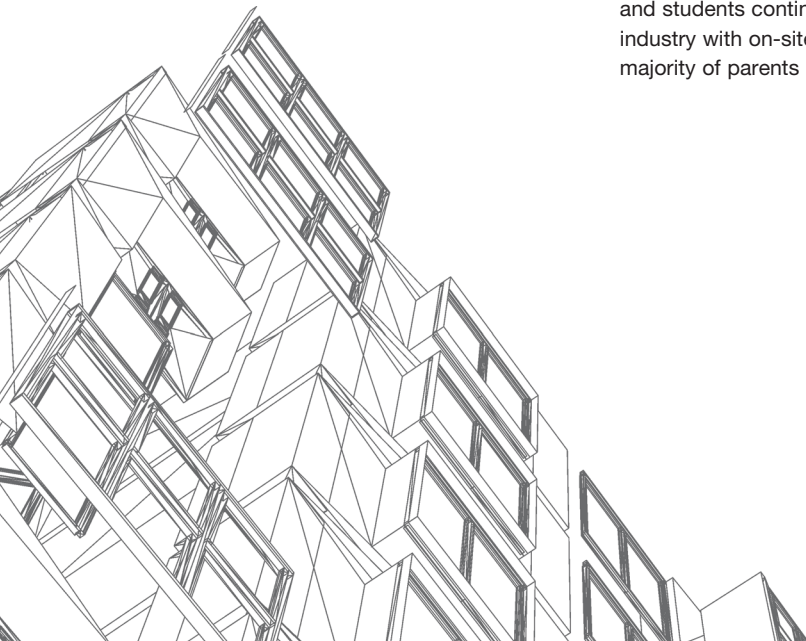 and students contin
industry with on-site
majority of parents